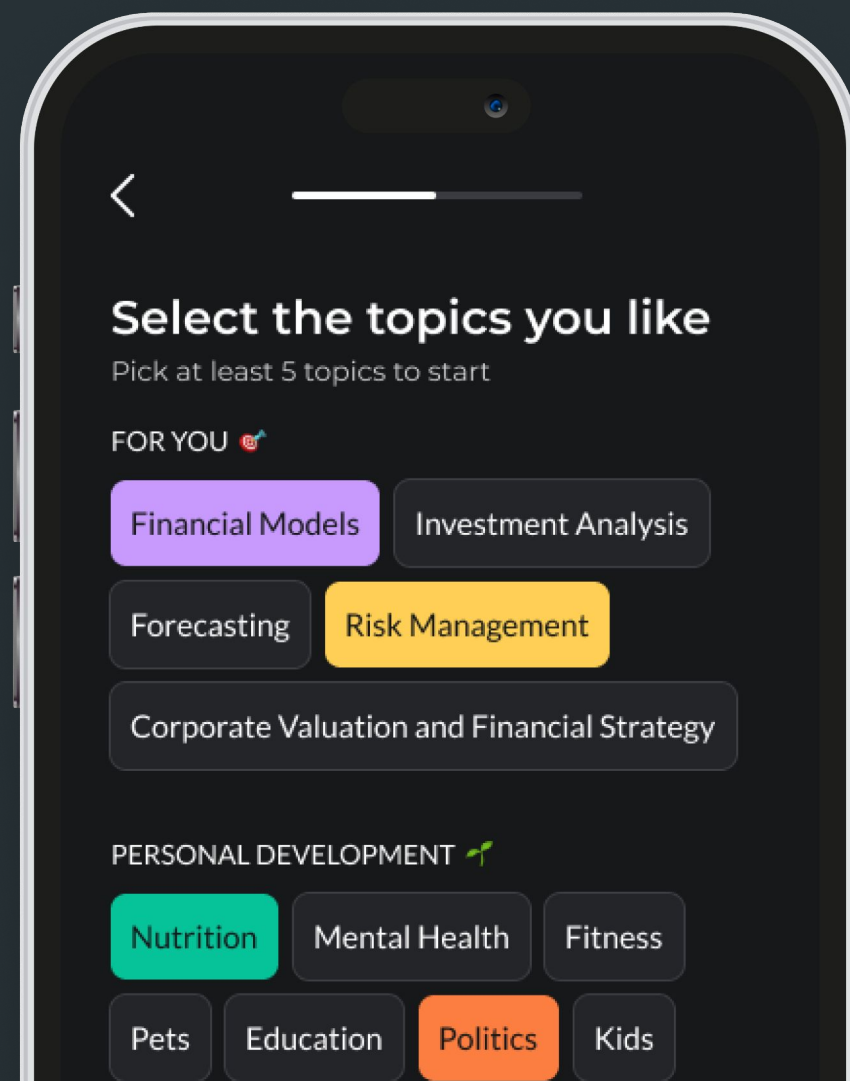 Select the topics you like
Pick at least 5 topics to start
FOR YOU 🎯
Financial Models Investment Analysis
Forecasting Risk Management
Corporate Valuation and Financial Strategy
PERSONAL DEVELOPMENT 🌱
Nutrition Mental Health Fitness
Pets Education Politics Kids